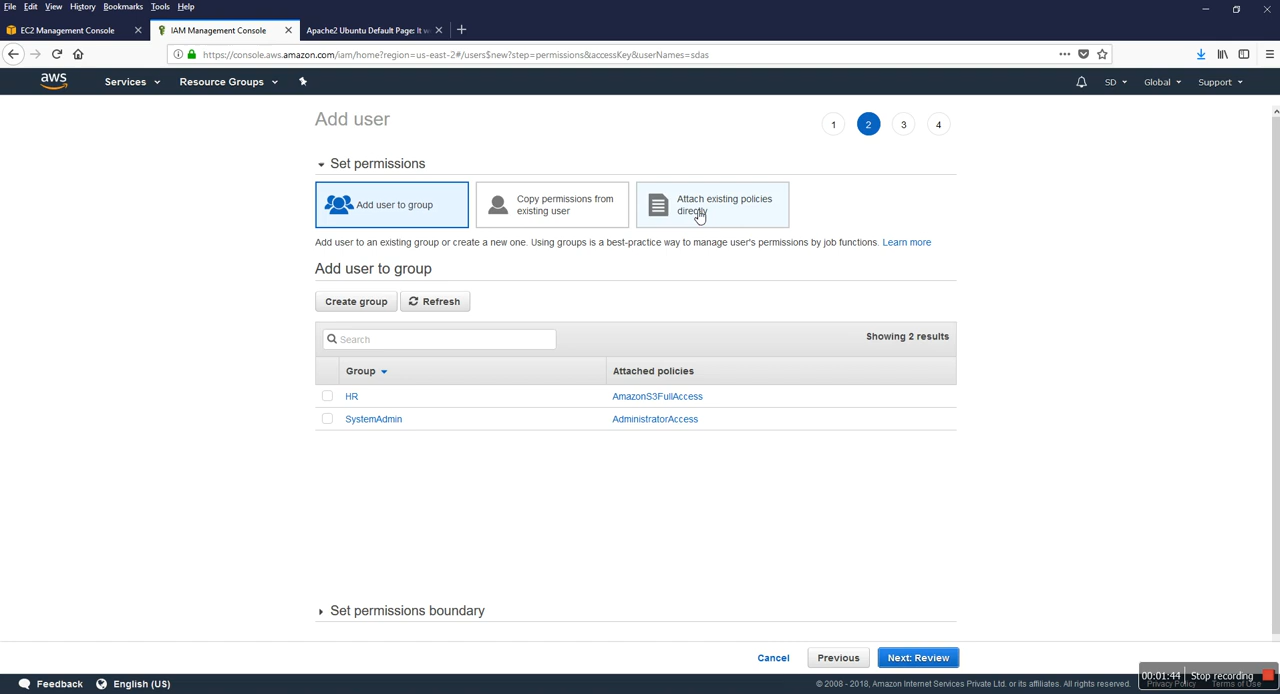 File Edit View History Bookmarks Tools Help
EC2 Management Console
IAM Management Console
Apache2 Ubuntu Default Page: It w
https://console.aws.amazon.com/iam/home?region=us-east-2#/users$new?step=permissions&accessKey&userNames=sdas
aws Services Resource Groups SD Global Support
Add user
1 2 3 4
Set permissions
Add user to group
Copy permissions from
existing user
Attach existing policies
directly
Add user to an existing group or create a new one. Using groups is a best-practice way to manage user's permissions by job functions. Learn more
Add user to group
Create group Refresh
Search Showing 2 results
Group Attached policies
HR AmazonS3FullAccess
SystemAdmin AdministratorAccess
Set permissions boundary
Cancel Previous Next: Review
00:01:44 Stop recording
Feedback English (US) © 2008 - 2018, Amazon Internet Services Private Ltd. or its affiliates. All rights reserved. Privacy Policy Terms of Use